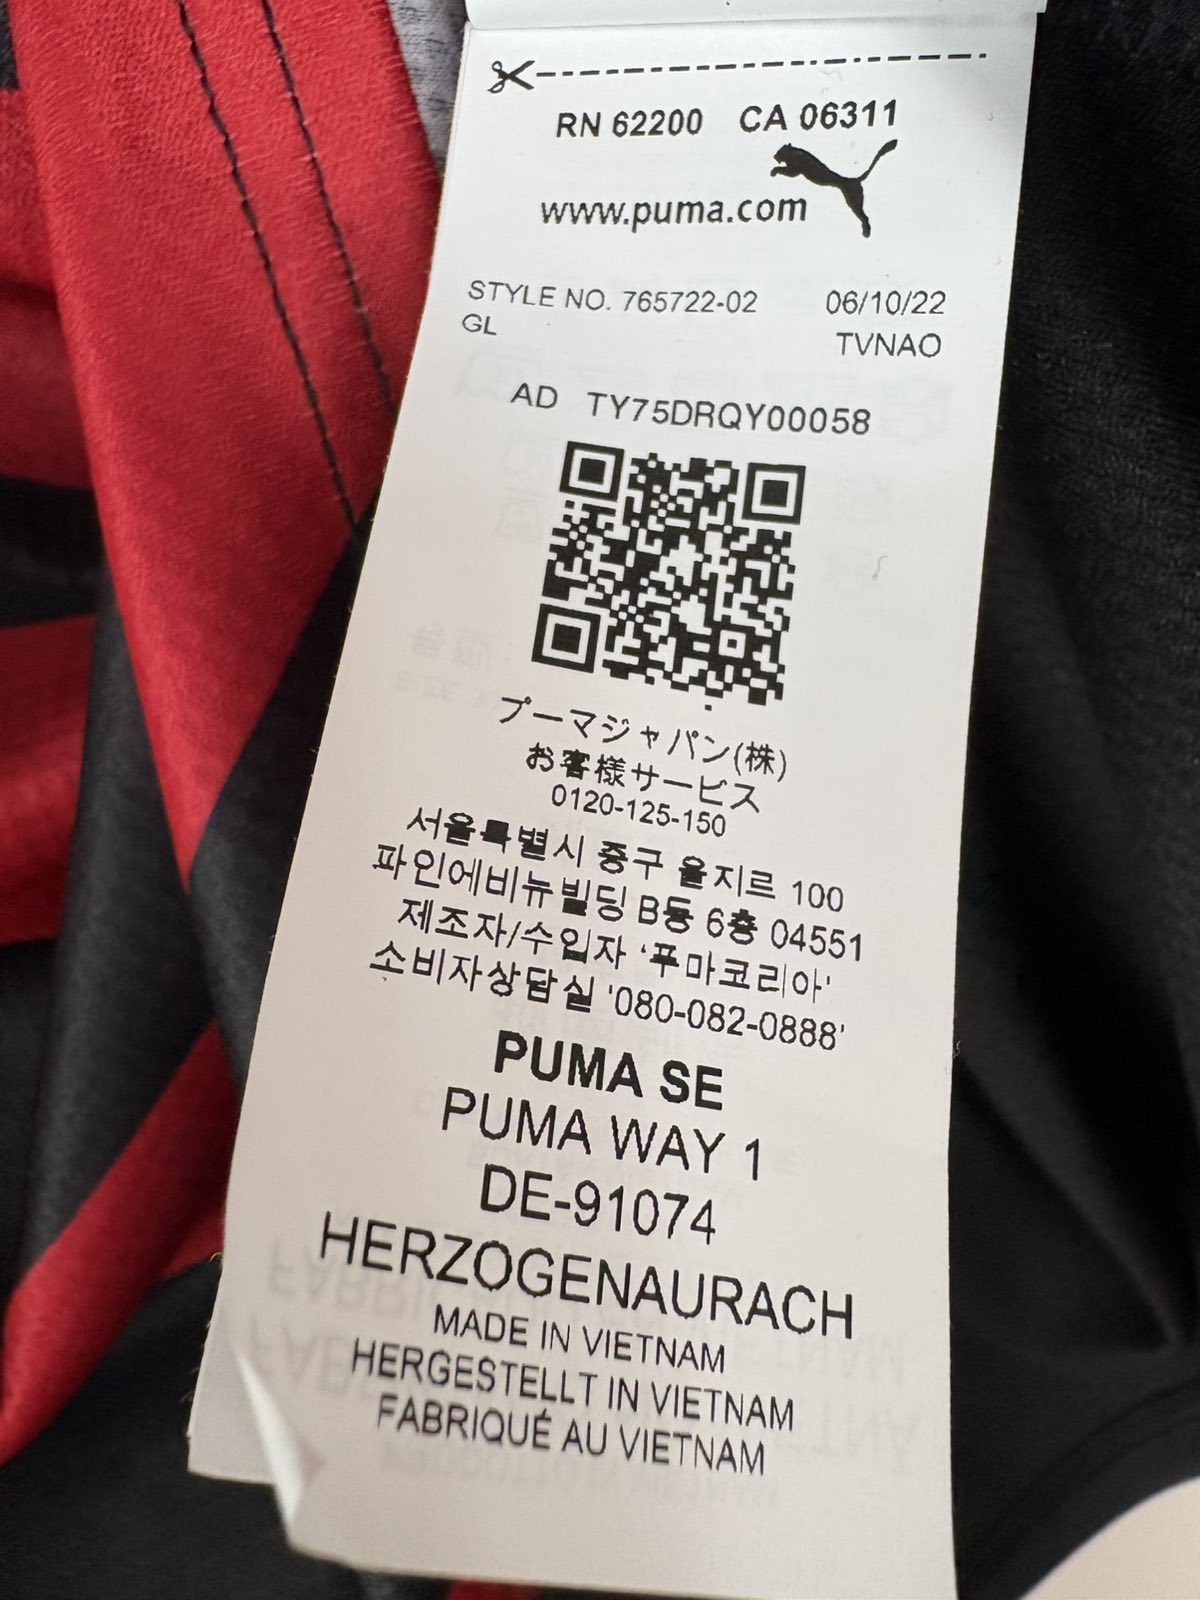 RN 62200 CA 06311
www.puma.com
STYLE NO. 765722-02 06/10/22
GL TVNAO
AD TY75DRQY00058
プーマジャパン(株)
お客様サービス
0120-125-150
서울특별시 중구 을지르 100
파인에비뉴빌딩 B동 6층 04551
제조자/수입자 '푸마코리아'
소비자상담실 '080-082-0888'
PUMA SE
PUMA WAY 1
DE-91074
HERZOGENAURACH
MADE IN VIETNAM
HERGESTELLT IN VIETNAM
FABRIQUÉ AU VIETNAM